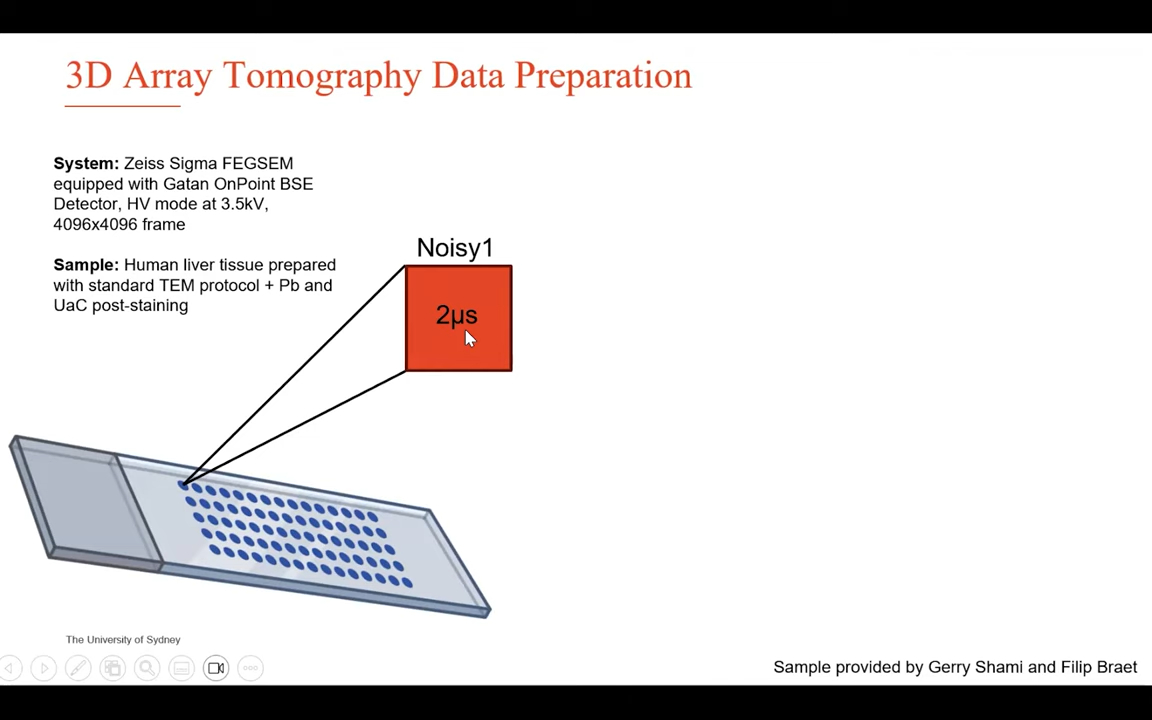 3D Array Tomography Data Preparation
System: Zeiss Sigma FEGSEM
equipped with Gatan OnPoint BSE
Detector, HV mode at 3.5kV,
4096x4096 frame
Sample: Human liver tissue prepared
with standard TEM protocol + Pb and
UaC post-staining
Noisy1
2µs
The University of Sydney
Sample provided by Gerry Shami and Filip Braet